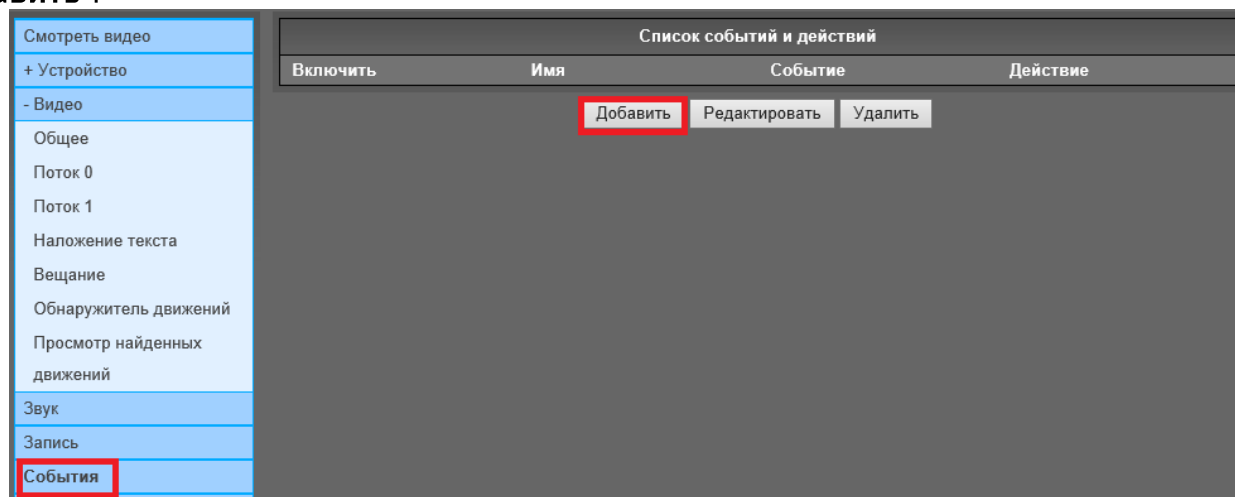 Смотреть видео
+ Устройство
- Видео
Общее
Поток 0
Поток 1
Наложение текста
Вещание
Обнаружитель движений
Просмотр найденных
движений
Звук
Запись
События
Список событий и действий
Включить Имя Событие Действие
Добавить Редактировать Удалить